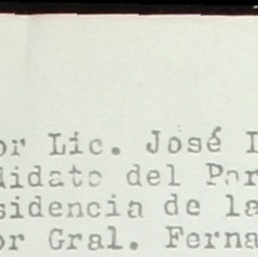 or Lic. José L
didato del Par
sidencia de la
or Gral. Ferna